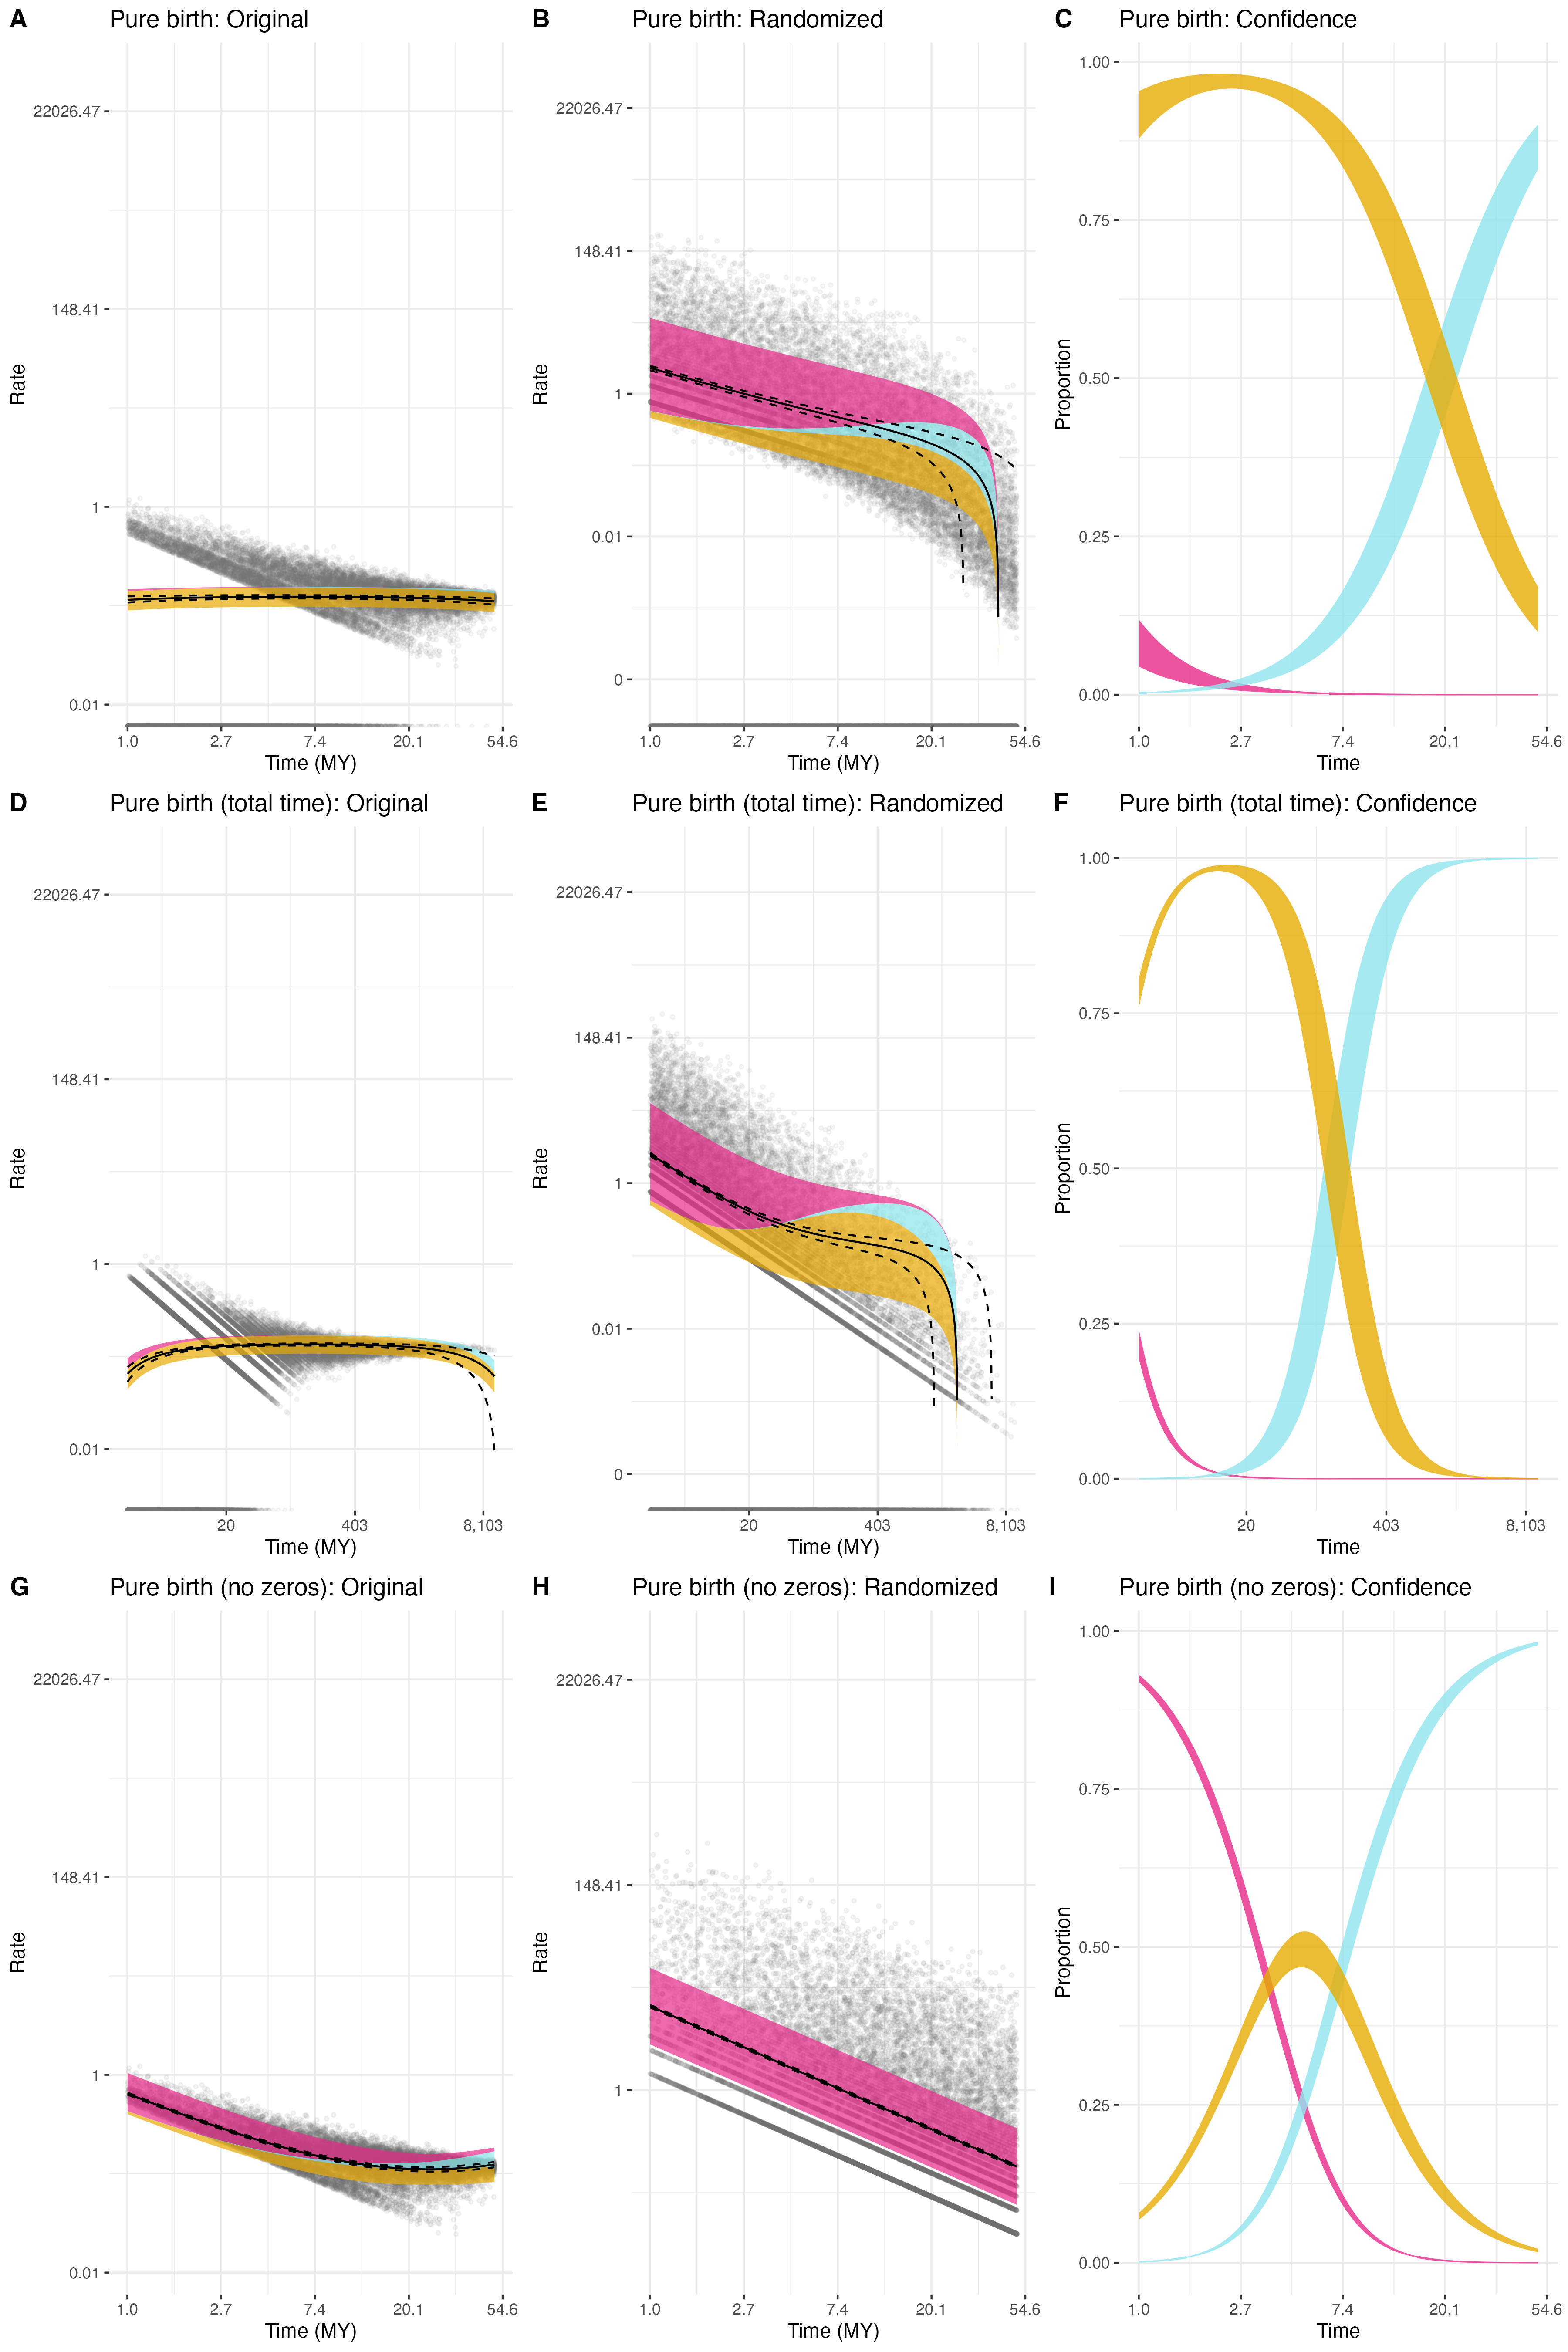 A Pure birth: Original
B Pure birth: Randomized
C Pure birth: Confidence
22026.47
148.41
1
0.01
Rate
1.0 2.7 7.4 20.1 54.6
Time (MY)
22026.47
148.41
1
0.01
0
Rate
1.0 2.7 7.4 20.1 54.6
Time (MY)
1.00
0.75
0.50
0.25
0.00
Proportion
1.0 2.7 7.4 20.1 54.6
Time
D Pure birth (total time): Original
E Pure birth (total time): Randomized
F Pure birth (total time): Confidence
22026.47
148.41
1
0.01
Rate
20 403 8,103
Time (MY)
22026.47
148.41
1
0.01
0
Rate
20 403 8,103
Time (MY)
1.00
0.75
0.50
0.25
0.00
Proportion
20 403 8,103
Time
G Pure birth (no zeros): Original
H Pure birth (no zeros): Randomized
I Pure birth (no zeros): Confidence
22026.47
148.41
1
0.01
Rate
1.0 2.7 7.4 20.1 54.6
Time (MY)
22026.47
148.41
1
Rate
1.0 2.7 7.4 20.1 54.6
Time (MY)
1.00
0.75
0.50
0.25
0.00
Proportion
1.0 2.7 7.4 20.1 54.6
Time